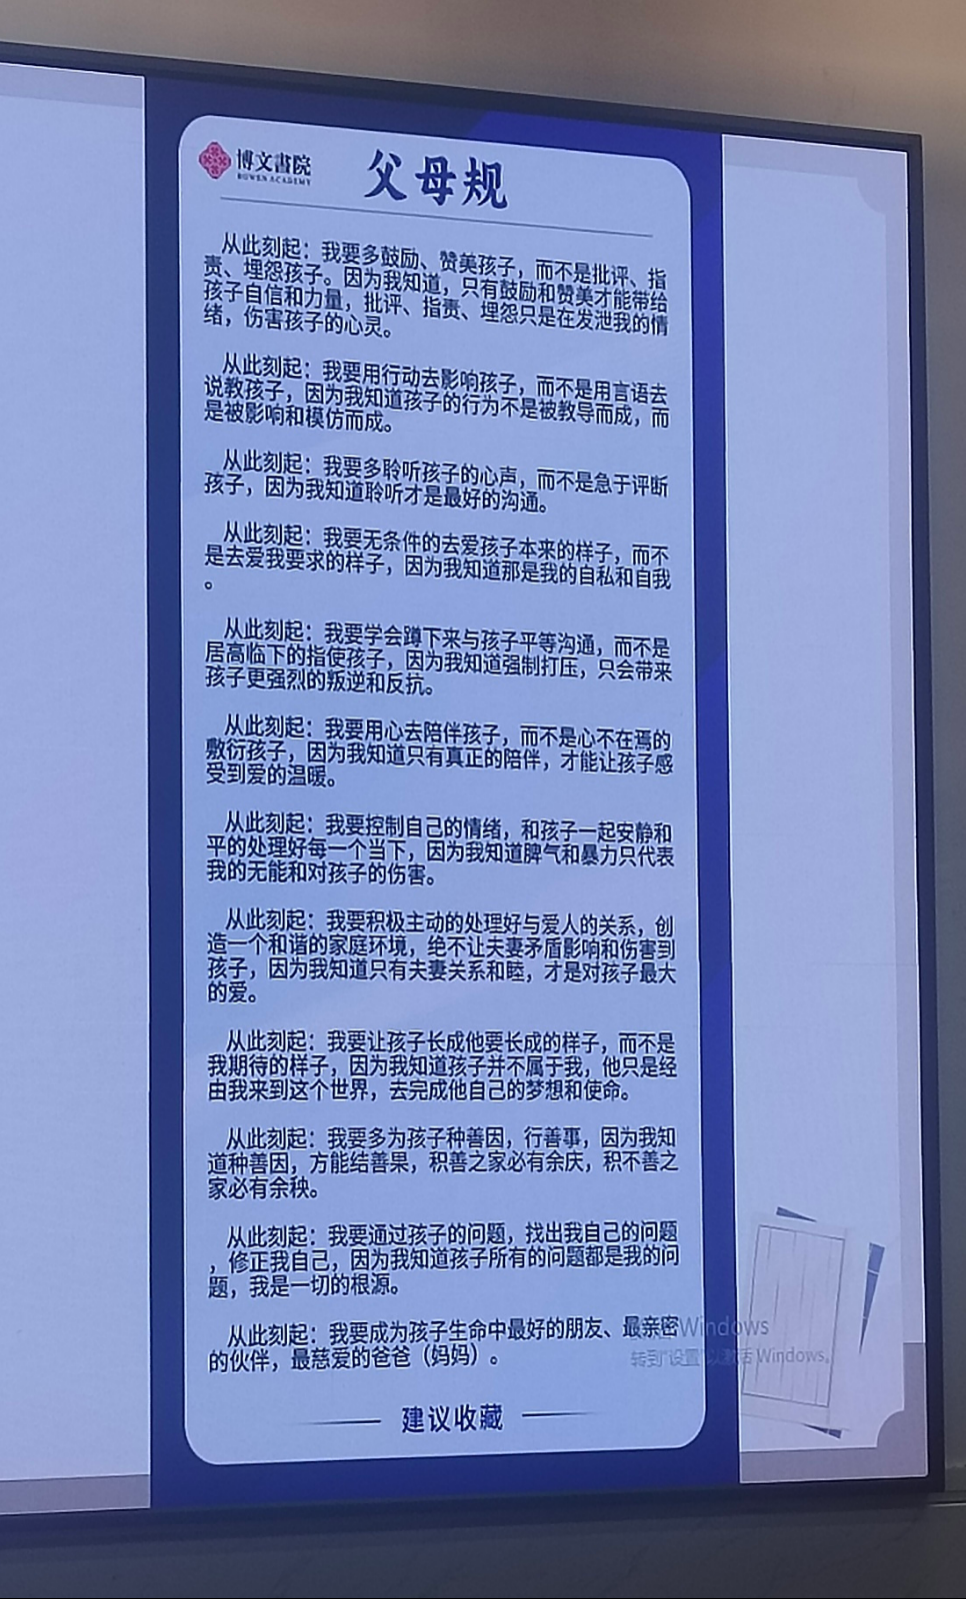 博文書院
BOWEN ACADEMY
父母规
从此刻起：我要多鼓励、赞美孩子，而不是批评、指
责、埋怨孩子。因为我知道，只有鼓励和赞美才能带给
孩子自信和力量，批评、指责、埋怨只是在发泄我的情
绪，伤害孩子的心灵。
从此刻起：我要用行动去影响孩子，而不是用言语去
说教孩子，因为我知道孩子的行为不是被教导而成，而
是被影响和模仿而成。
从此刻起：我要多聆听孩子的心声，而不是急于评断
孩子，因为我知道聆听才是最好的沟通。
从此刻起：我要无条件的去爱孩子本来的样子，而不
是去爱我要求的样子，因为我知道那是我的自私和自我
。
从此刻起：我要学会蹲下来与孩子平等沟通，而不是
居高临下的指使孩子，因为我知道强制打压，只会带来
孩子更强烈的叛逆和反抗。
从此刻起：我要用心去陪伴孩子，而不是心不在焉的
敷衍孩子，因为我知道只有真正的陪伴，才能让孩子感
受到爱的温暖。
从此刻起：我要控制自己的情绪，和孩子一起安静和
平的处理好每一个当下，因为我知道脾气和暴力只代表
我的无能和对孩子的伤害。
从此刻起：我要积极主动的处理好与爱人的关系，创
造一个和谐的家庭环境，绝不让夫妻矛盾影响和伤害到
孩子，因为我知道只有夫妻关系和睦，才是对孩子最大
的爱。
从此刻起：我要让孩子长成他要长成的样子，而不是
我期待的样子，因为我知道孩子并不属于我，他只是经
由我来到这个世界，去完成他自己的梦想和使命。
从此刻起：我要多为孩子种善因，行善事，因为我知
道种善因，方能结善果，积善之家必有余庆，积不善之
家必有余秧。
从此刻起：我要通过孩子的问题，找出我自己的问题
，修正我自己，因为我知道孩子所有的问题都是我的问
题，我是一切的根源。
从此刻起：我要成为孩子生命中最好的朋友、最亲密
的伙伴，最慈爱的爸爸（妈妈）。
Windows
转到"设置"以激活 Windows。
建议收藏